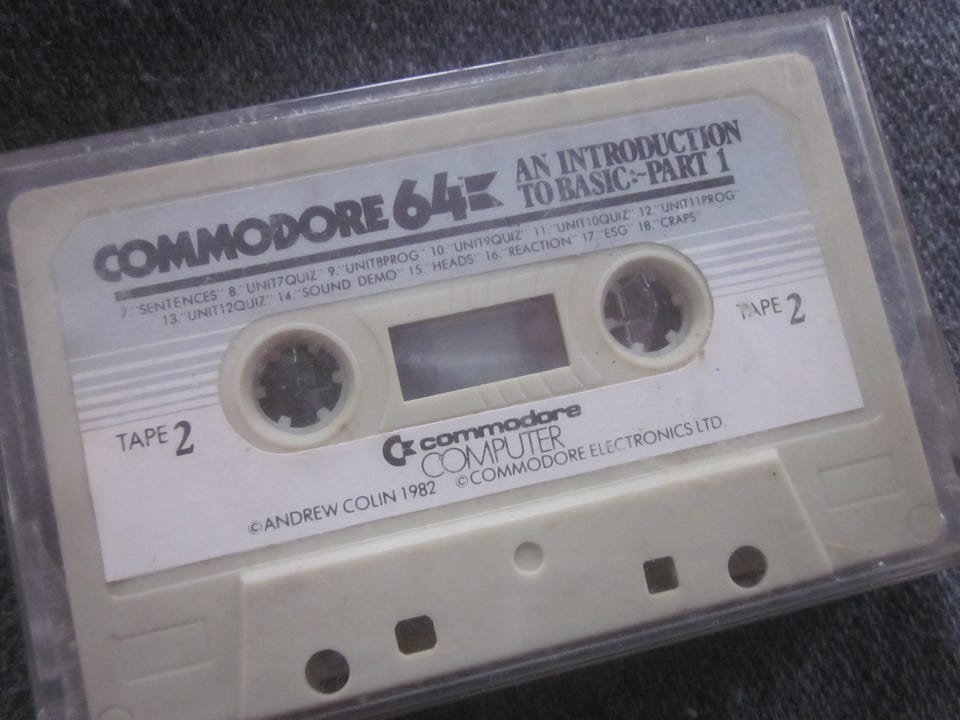 COMMODORE 64
AN INTRODUCTION
TO BASIC:~PART 1
7."SENTENCES" 8. UNIT7QUIZ" 9."UNIT8PROG" 10."UNIT9QUIZ" 11."UNIT10QUIZ" 12."UNIT11PROG"
13."UNIT12QUIZ" 14."SOUND DEMO" 15."HEADS" 16."REACTION" 17."ESG" 18."CRAPS"
TAPE 2
TAPE 2
commodore
COMPUTER
©ANDREW COLIN 1982 ©COMMODORE ELECTRONICS LTD.